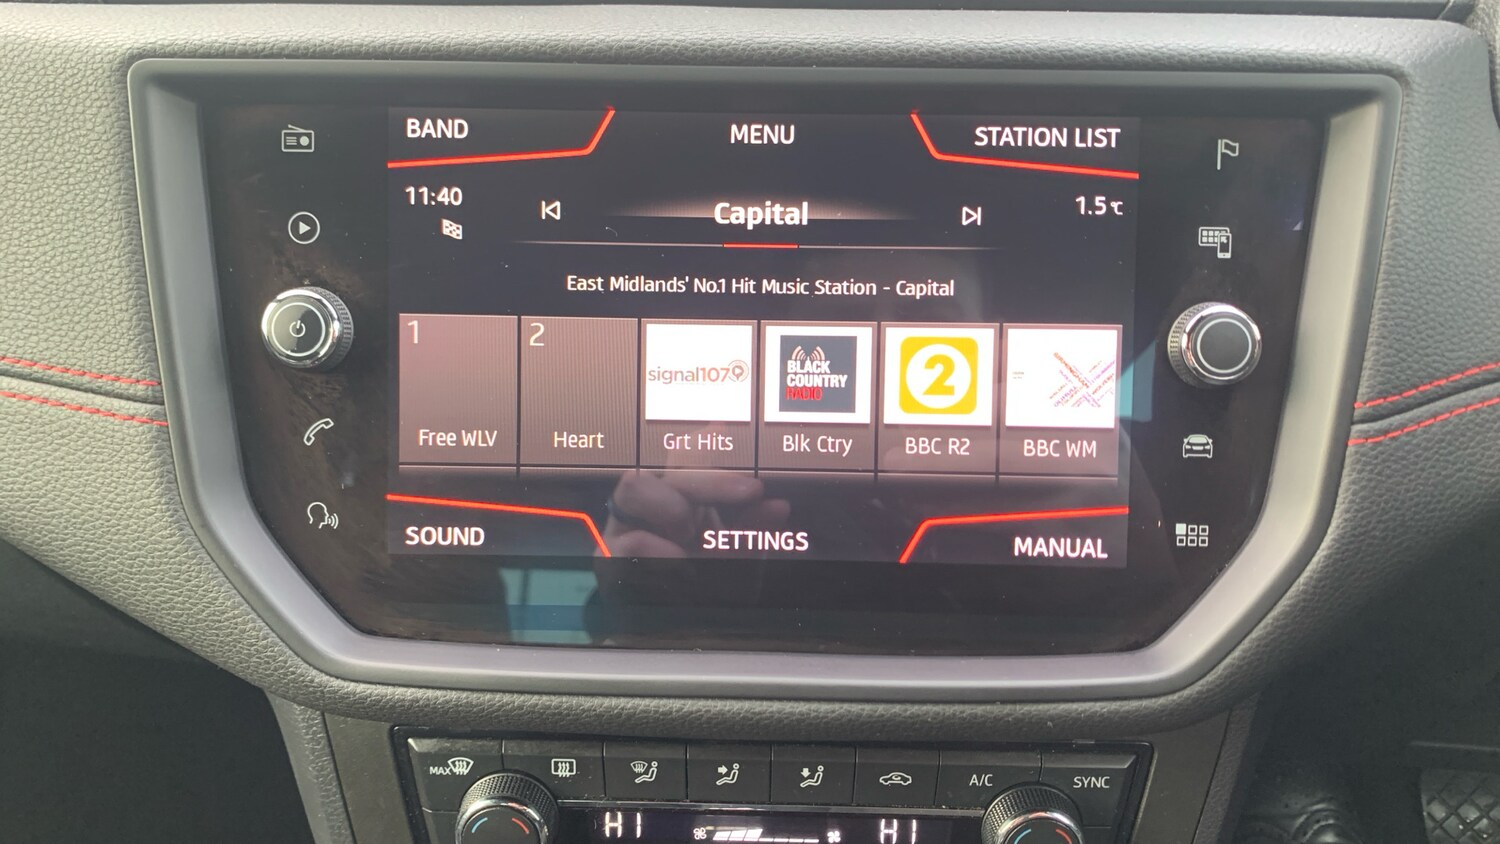 BAND
MENU
STATION LIST
11:40
Capital
1.5°C
East Midlands' No.1 Hit Music Station - Capital
1
2
signal107
BLACK
COUNTRY
RADIO
2
Free WLV
Heart
Grt Hits
Blk Ctry
BBC R2
BBC WM
SOUND
SETTINGS
MANUAL
MAX
A/C
SYNC
HI
HI